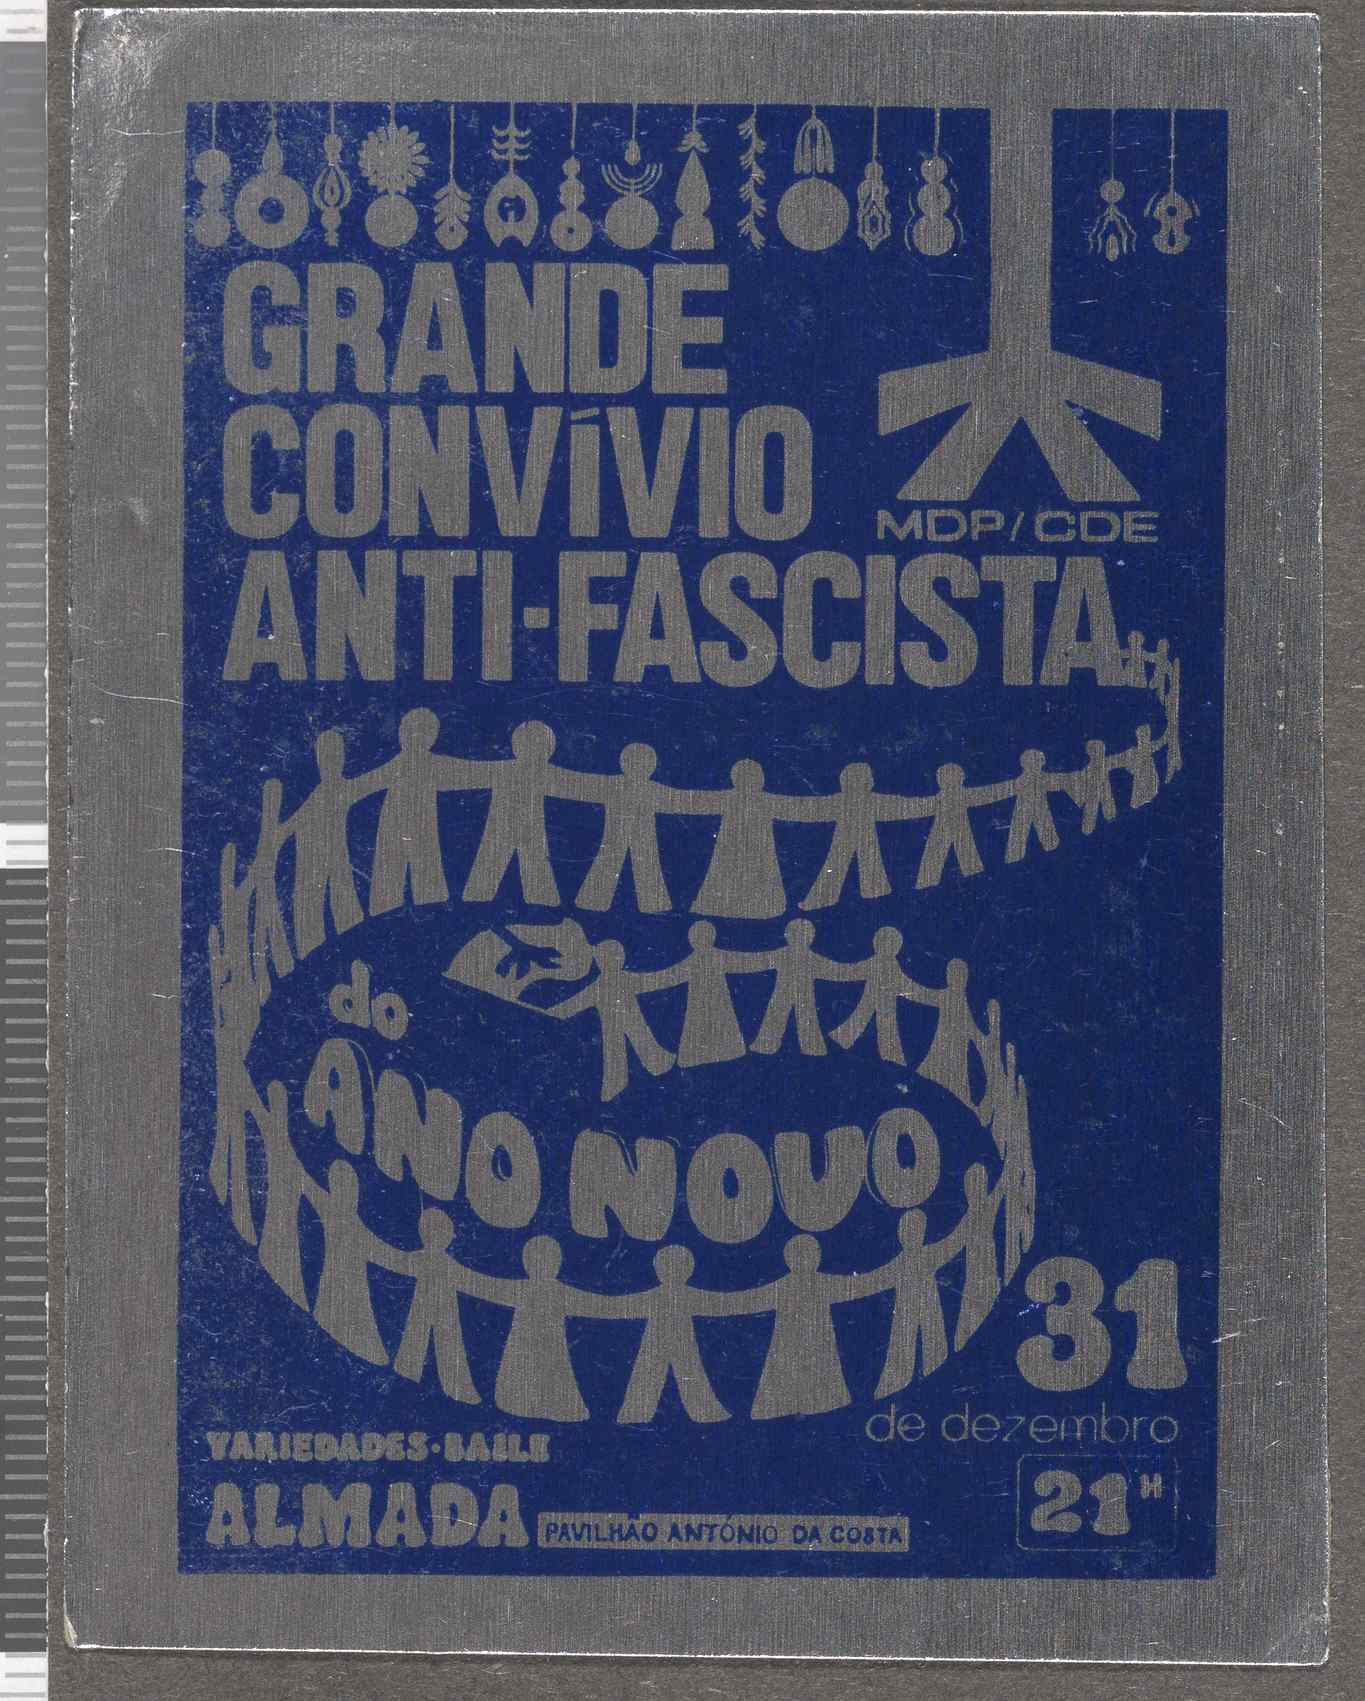 GRANDE
CONVÍVIO
MDP/CDE
ANTI-FASCISTA
do
ANO NOVO
31
de dezembro
21H
VARIEDADES·BAILE
ALMADA PAVILHÃO ANTÓNIO DA COSTA